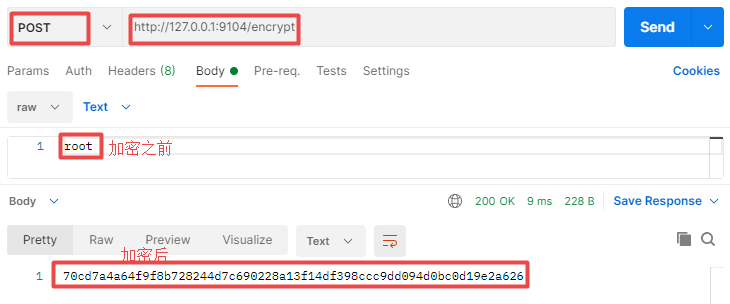 POST http://127.0.0.1:9104/encrypt Send
Params Auth Headers (8) Body Pre-req. Tests Settings Cookies
raw Text
1 root 加密之前
Body 200 OK 9 ms 228 B Save Response
Pretty Raw Preview Visualize Text
加密后
1 70cd7a4a64f9f8b728244d7c690228a13f14df398ccc9dd094d0bc0d19e2a626